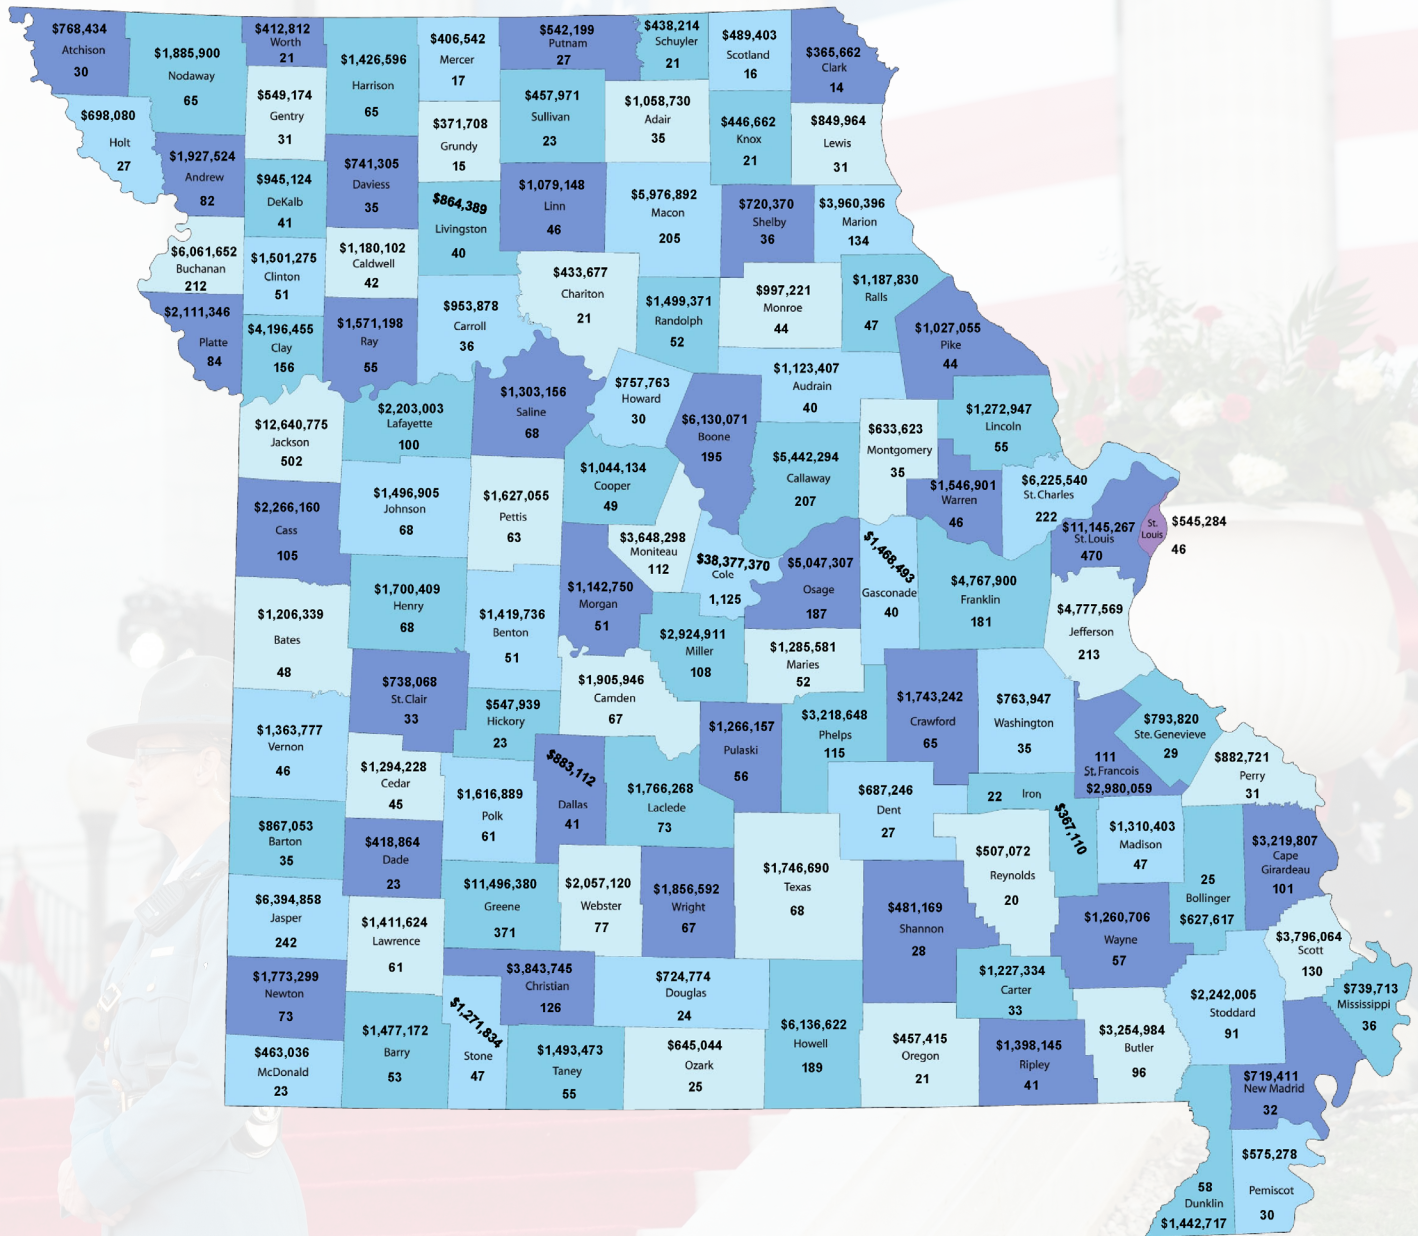 $768,434
Atchison
30
$1,885,900
Nodaway
65
$412,812
Worth
21
$1,426,596
Harrison
65
$406,542
Mercer
17
$542,199
Putnam
27
$438,214
Schuyler
21
$489,403
Scotland
16
$365,662
Clark
14
$698,080
Holt
27
$1,927,524
Andrew
82
$549,174
Gentry
31
$945,124
DeKalb
41
$741,305
Daviess
35
$371,708
Grundy
15
$864,389
Livingston
40
$457,971
Sullivan
23
$1,079,148
Linn
46
$1,058,730
Adair
35
$5,976,892
Macon
205
$446,662
Knox
21
$720,370
Shelby
36
$849,964
Lewis
31
$3,960,396
Marion
134
$6,061,652
Buchanan
212
$1,501,275
Clinton
51
$1,180,102
Caldwell
42
$2,111,346
Platte
84
$4,196,455
Clay
156
$1,571,198
Ray
55
$953,878
Carroll
36
$433,677
Chariton
21
$1,499,371
Randolph
52
$997,221
Monroe
44
$1,187,830
Ralls
47
$1,027,055
Pike
44
$12,640,775
Jackson
502
$2,203,003
Lafayette
100
$1,303,156
Saline
68
$757,763
Howard
30
$6,130,071
Boone
195
$1,123,407
Audrain
40
$5,442,294
Callaway
207
$633,623
Montgomery
35
$1,272,947
Lincoln
55
$1,546,901
Warren
46
$6,225,540
St. Charles
222
$11,145,267
St. Louis
470
St.
Louis
$545,284
46
$2,266,160
Cass
105
$1,496,905
Johnson
68
$1,627,055
Pettis
63
$1,044,134
Cooper
49
$3,648,298
Moniteau
112
$38,377,370
Cole
1,125
$5,047,307
Osage
187
$1,468,493
Gasconade
40
$4,767,900
Franklin
181
$4,777,569
Jefferson
213
$1,206,339
Bates
48
$1,700,409
Henry
68
$1,419,736
Benton
51
$1,142,750
Morgan
51
$2,924,911
Miller
108
$1,285,581
Maries
52
$1,363,777
Vernon
46
$738,068
St. Clair
33
$547,939
Hickory
23
$1,905,946
Camden
67
$1,266,157
Pulaski
56
$3,218,648
Phelps
115
$1,743,242
Crawford
65
$763,947
Washington
35
111
St. Francois
$2,980,059
$793,820
Ste. Genevieve
29
$882,721
Perry
31
$867,053
Barton
35
$1,294,228
Cedar
45
$1,616,889
Polk
61
$883,112
Dallas
41
$1,766,268
Laclede
73
$687,246
Dent
27
22
Iron
$367,110
$1,310,403
Madison
47
25
Bollinger
$627,617
$3,219,807
Cape
Girardeau
101
$6,394,858
Jasper
242
$418,864
Dade
23
$1,411,624
Lawrence
61
$11,496,380
Greene
371
$2,057,120
Webster
77
$1,856,592
Wright
67
$1,746,690
Texas
68
$481,169
Shannon
28
$507,072
Reynolds
20
$1,260,706
Wayne
57
$3,796,064
Scott
130
$1,773,299
Newton
73
$3,843,745
Christian
126
$724,774
Douglas
24
$1,227,334
Carter
33
$2,242,005
Stoddard
91
$739,713
Mississippi
36
$463,036
McDonald
23
$1,477,172
Barry
53
$1,271,834
Stone
47
$1,493,473
Taney
55
$645,044
Ozark
25
$6,136,622
Howell
189
$457,415
Oregon
21
$1,398,145
Ripley
41
$3,254,984
Butler
96
$719,411
New Madrid
32
58
Dunklin
$1,442,717
$575,278
Pemiscot
30